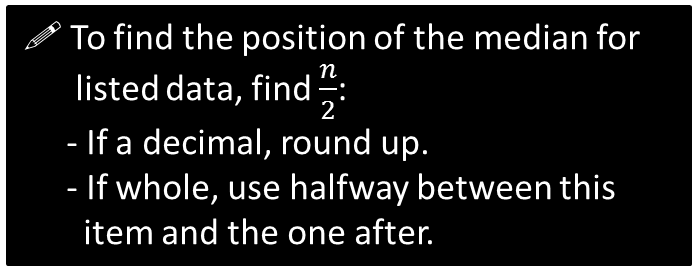 ✏ To find the position of the median for
listed data, find n/2:
- If a decimal, round up.
- If whole, use halfway between this
item and the one after.